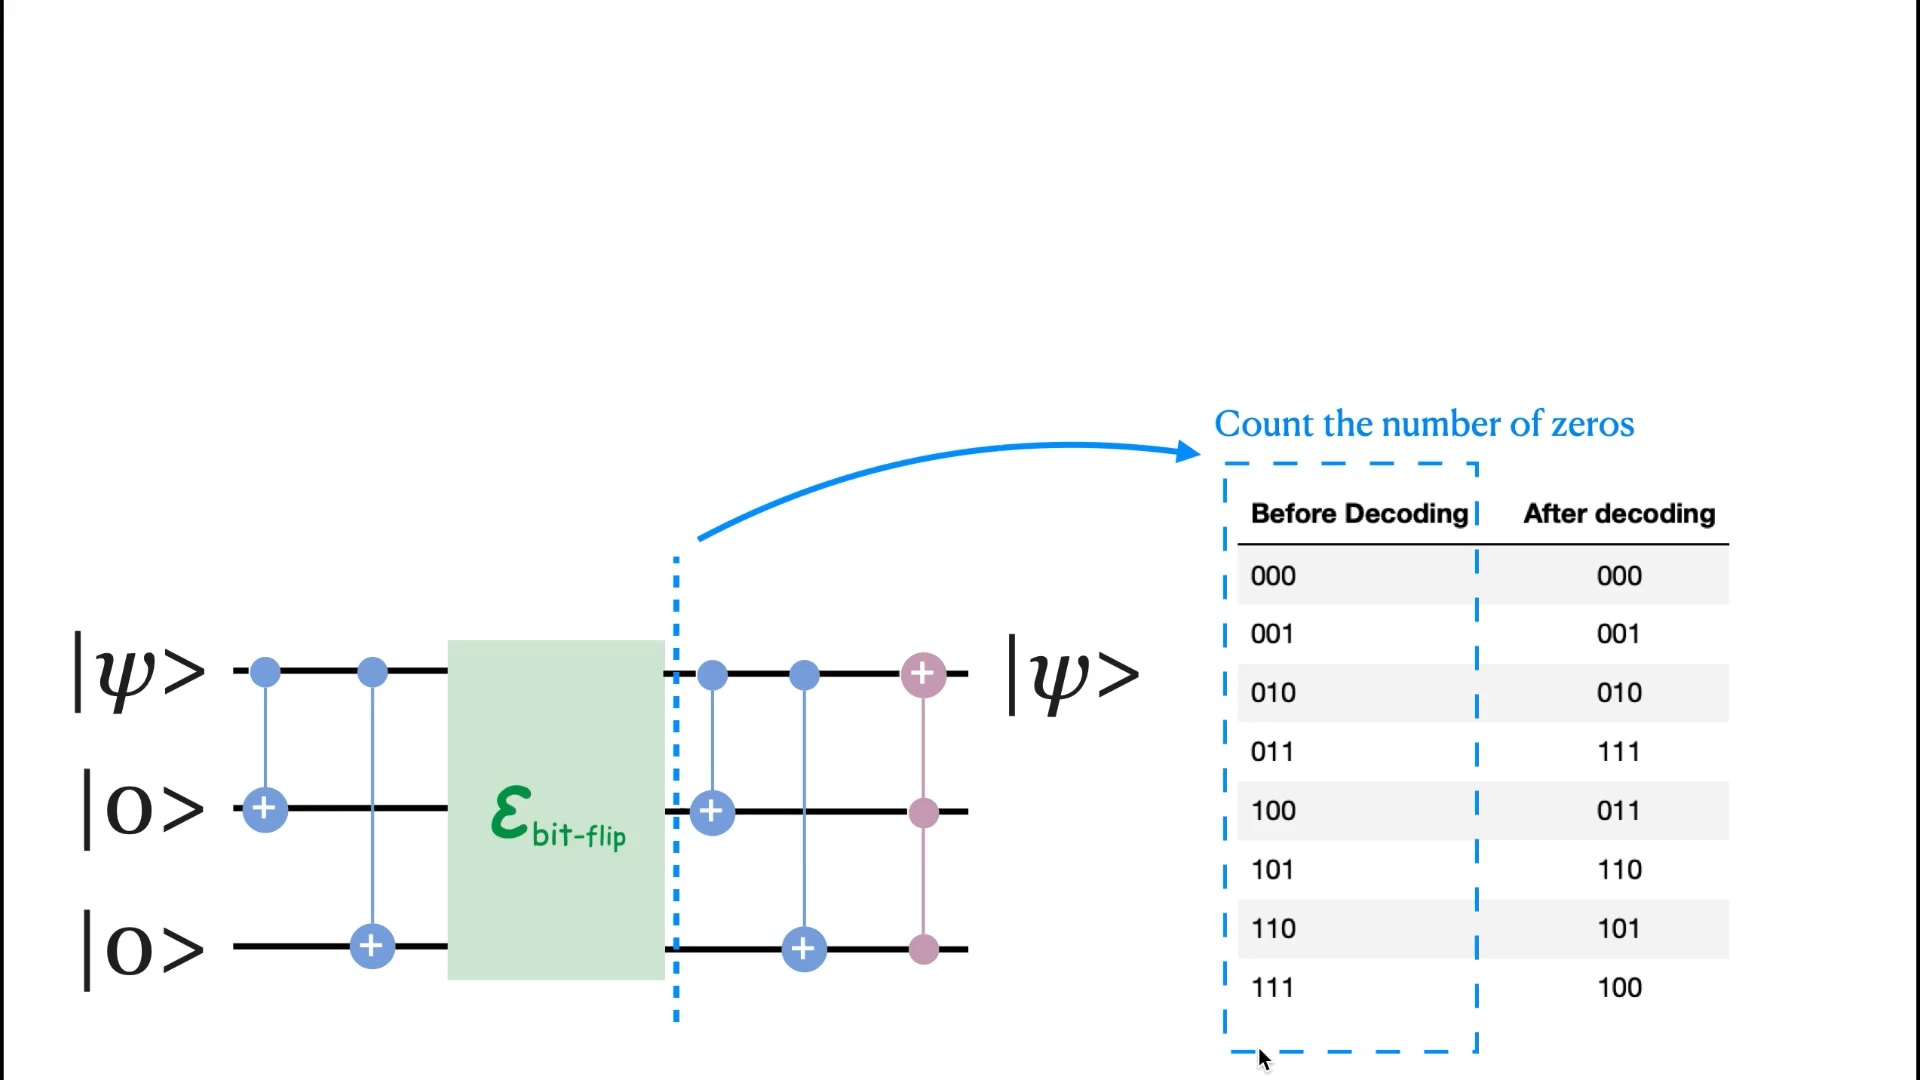 Count the number of zeros
Before Decoding After decoding
000 000
001 001
010 010
011 111
100 011
101 110
110 101
111 100
|ψ> |ψ>
|0>
|0>
ℰbit-flip